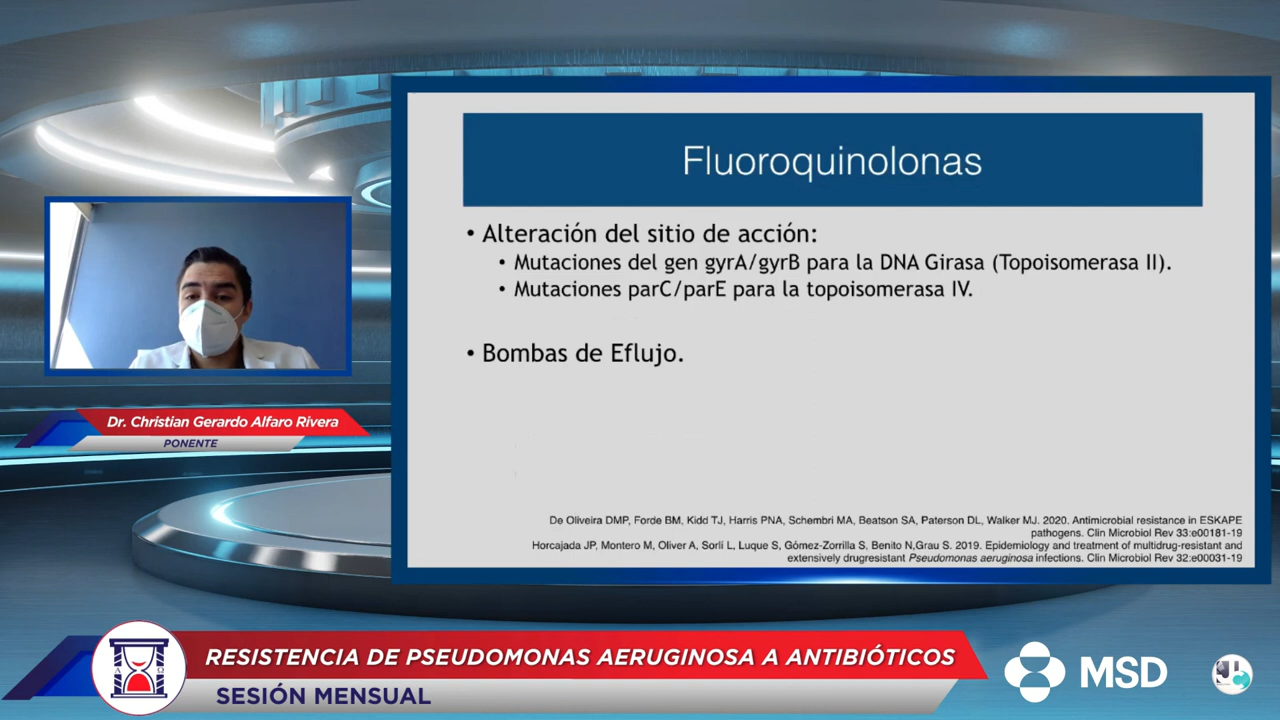 Fluoroquinolonas
• Alteración del sitio de acción:
• Mutaciones del gen gyrA/gyrB para la DNA Girasa (Topoisomerasa II).
• Mutaciones parC/parE para la topoisomerasa IV.
• Bombas de Eflujo.
De Oliveira DMP, Forde BM, Kidd TJ, Harris PNA, Schembri MA, Beatson SA, Paterson DL, Walker MJ. 2020. Antimicrobial resistance in ESKAPE
pathogens. Clin Microbiol Rev 33:e00181-19
Horcajada JP, Montero M, Oliver A, Sorlí L, Luque S, Gómez-Zorrilla S, Benito N,Grau S. 2019. Epidemiology and treatment of multidrug-resistant and
extensively drugresistant Pseudomonas aeruginosa infections. Clin Microbiol Rev 32:e00031-19
Dr. Christian Gerardo Alfaro Rivera
PONENTE
RESISTENCIA DE PSEUDOMONAS AERUGINOSA A ANTIBIÓTICOS
SESIÓN MENSUAL
A Ω
MSD